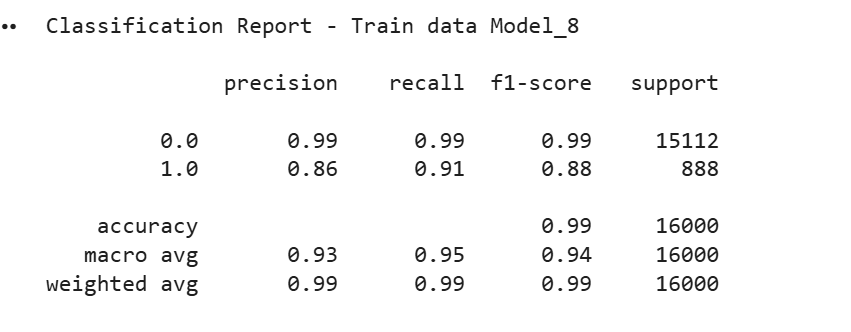 •• Classification Report - Train data Model_8
precision recall f1-score support
0.0 0.99 0.99 0.99 15112
1.0 0.86 0.91 0.88 888
accuracy 0.99 16000
macro avg 0.93 0.95 0.94 16000
weighted avg 0.99 0.99 0.99 16000